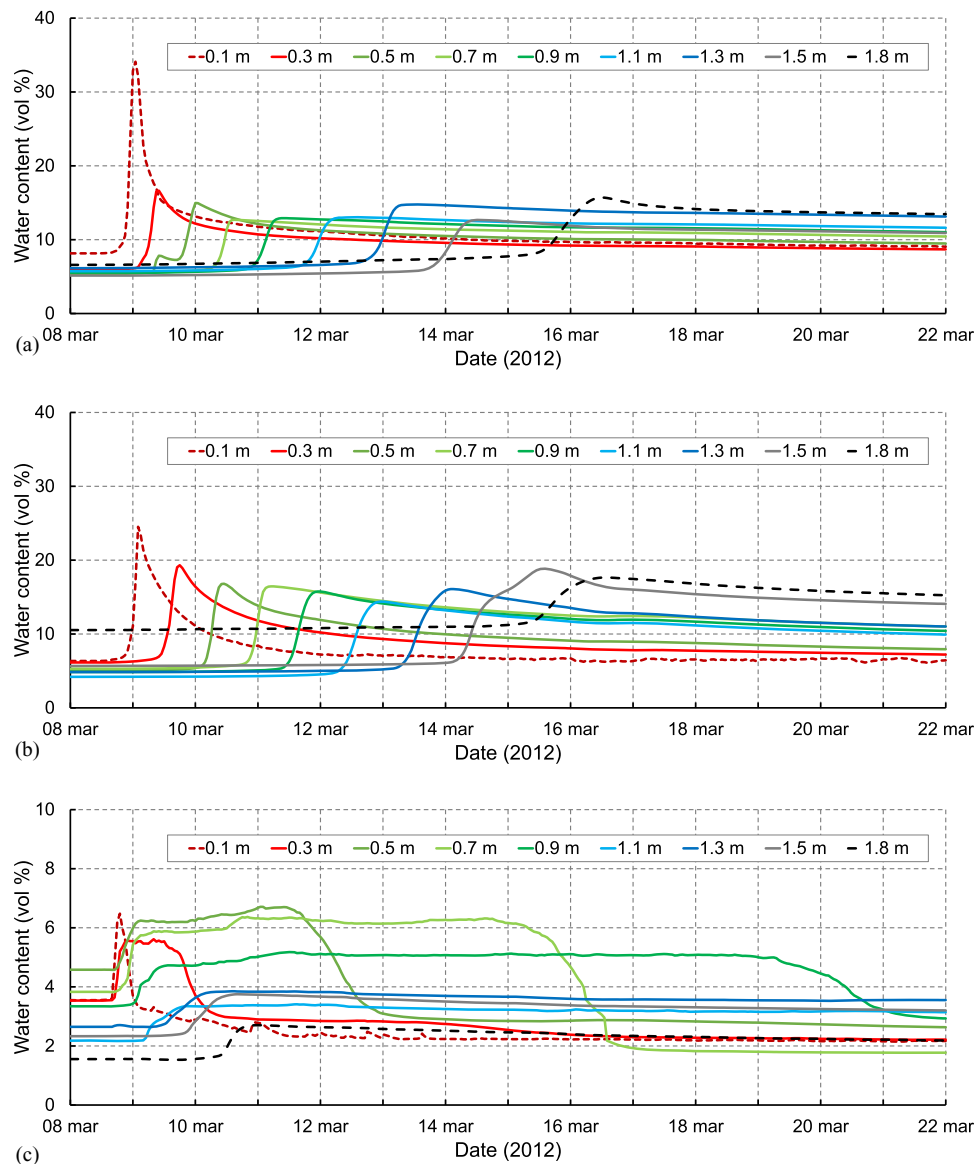 40
0.1 m 0.3 m 0.5 m 0.7 m 0.9 m 1.1 m 1.3 m 1.5 m 1.8 m
Water content (vol %)
30
20
10
0
08 mar 10 mar 12 mar 14 mar 16 mar 18 mar 20 mar 22 mar
(a)
Date (2012)
40
0.1 m 0.3 m 0.5 m 0.7 m 0.9 m 1.1 m 1.3 m 1.5 m 1.8 m
Water content (vol %)
30
20
10
0
08 mar 10 mar 12 mar 14 mar 16 mar 18 mar 20 mar 22 mar
(b)
Date (2012)
10
0.1 m 0.3 m 0.5 m 0.7 m 0.9 m 1.1 m 1.3 m 1.5 m 1.8 m
Water content (vol %)
8
6
4
2
0
08 mar 10 mar 12 mar 14 mar 16 mar 18 mar 20 mar 22 mar
(c)
Date (2012)